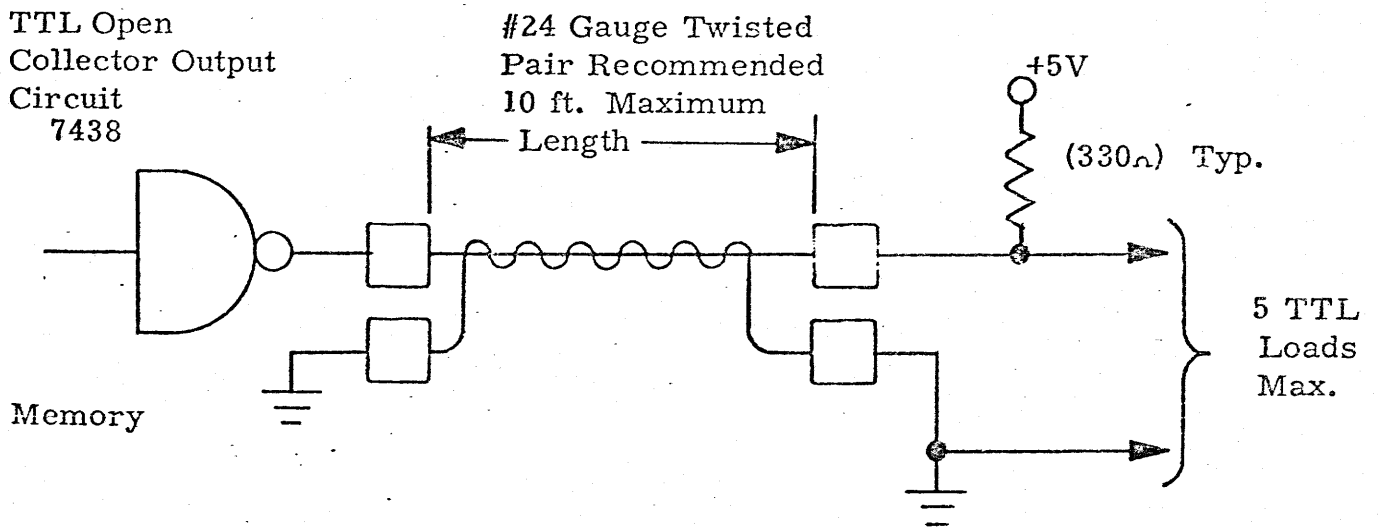 TTL Open
Collector Output
Circuit
7438
#24 Gauge Twisted
Pair Recommended
10 ft. Maximum
Length
+5V
(330Ω) Typ.
5 TTL
Loads
Max.
Memory